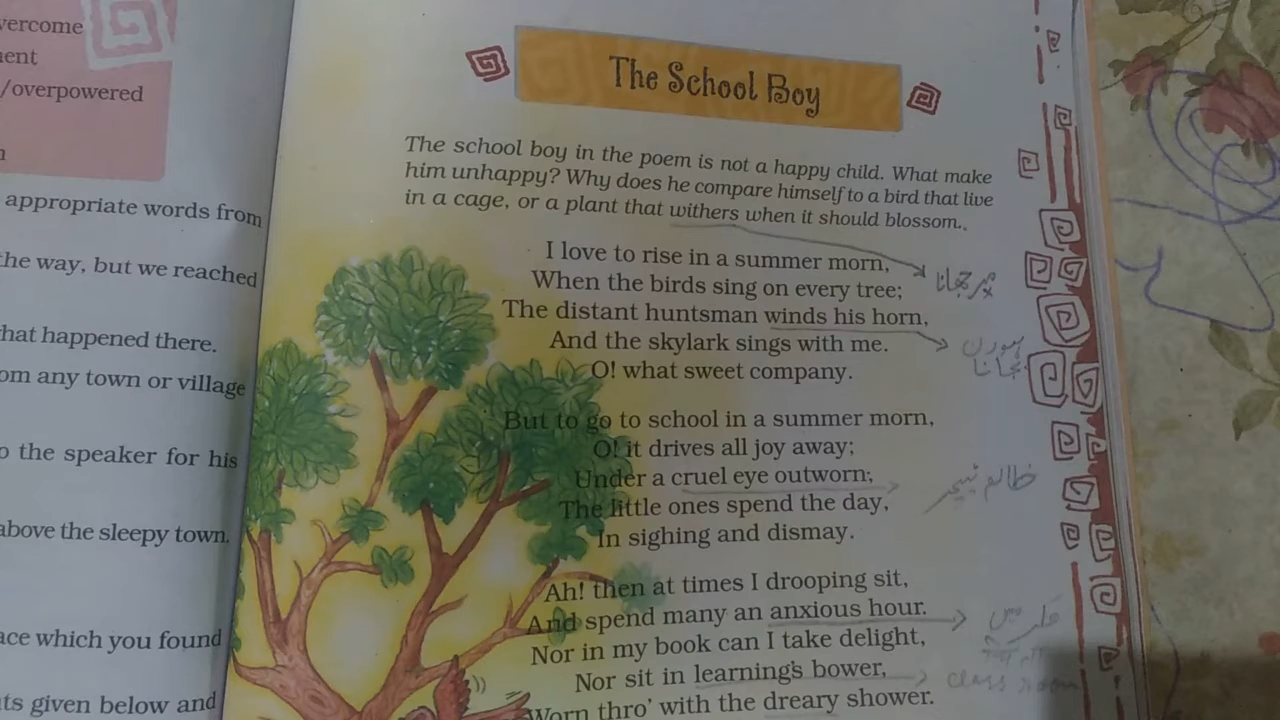 vercome
ent
/overpowered
n
appropriate words from
the way, but we reached
hat happened there.
om any town or village
o the speaker for his
above the sleepy town.
ace which you found
ts given below and
The School Boy
The school boy in the poem is not a happy child. What make
him unhappy? Why does he compare himself to a bird that live
in a cage, or a plant that withers when it should blossom.
I love to rise in a summer morn,
When the birds sing on every tree;
The distant huntsman winds his horn,
And the skylark sings with me.
O! what sweet company.
But to go to school in a summer morn,
O! it drives all joy away;
Under a cruel eye outworn;
The little ones spend the day,
In sighing and dismay.
Ah! then at times I drooping sit,
And spend many an anxious hour.
Nor in my book can I take delight,
Nor sit in learnings bower,
Worn thro' with the dreary shower.
بجانا
ظالم ٹیچر
class room